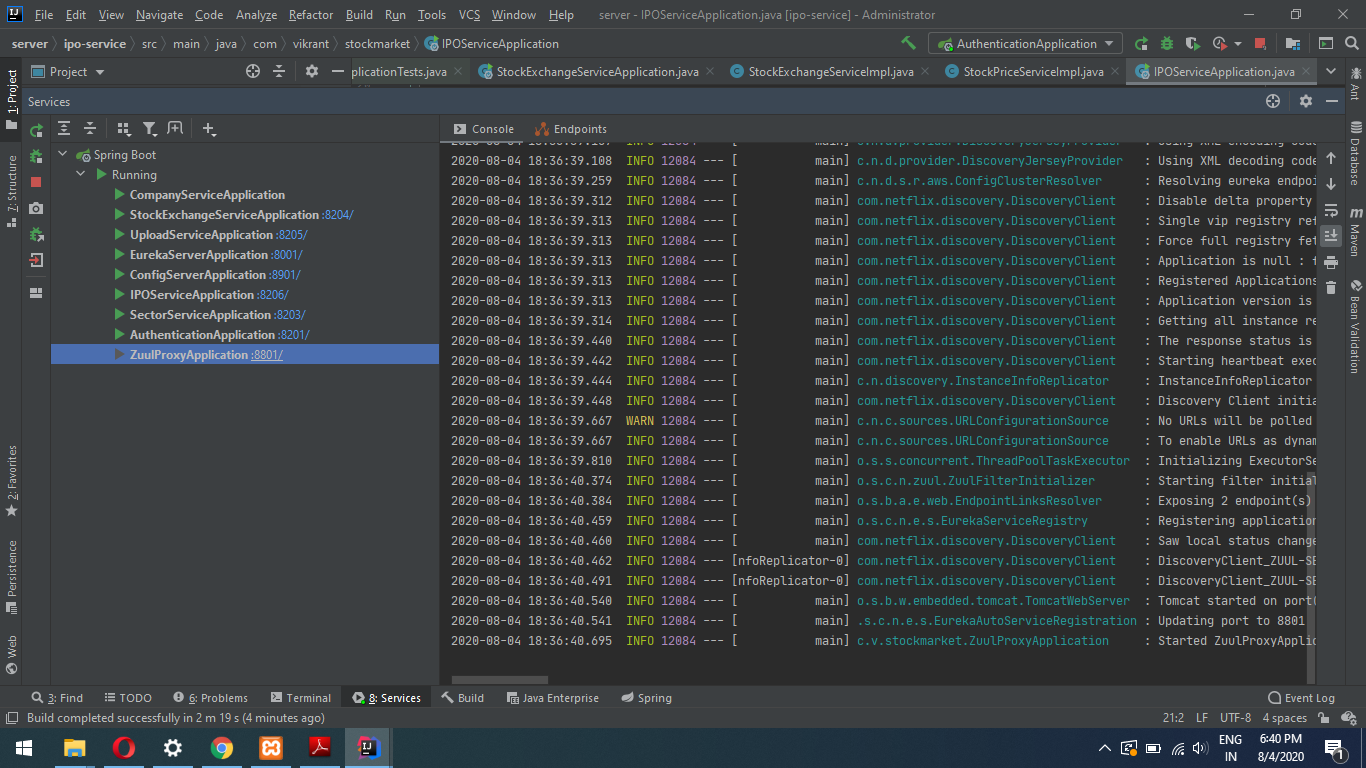 File Edit View Navigate Code Analyze Refactor Build Run Tools VCS Window Help server - IPOServiceApplication.java [ipo-service] - Administrator
server ipo-service src main java com vikrant stockmarket IPOServiceApplication AuthenticationApplication
Project plicationTests.java StockExchangeServiceApplication.java StockExchangeServiceImpl.java StockPriceServiceImpl.java IPOServiceApplication.java
Services
Console Endpoints
Spring Boot
Running
CompanyServiceApplication
StockExchangeServiceApplication :8204/
UploadServiceApplication :8205/
EurekaServerApplication :8001/
ConfigServerApplication :8901/
IPOServiceApplication :8206/
SectorServiceApplication :8203/
AuthenticationApplication :8201/
ZuulProxyApplication :8801/
2020-08-04 18:36:39.108 INFO 12084 --- [ main] c.n.d.provider.DiscoveryJerseyProvider : Using XML decoding code
2020-08-04 18:36:39.259 INFO 12084 --- [ main] c.n.d.s.r.aws.ConfigClusterResolver : Resolving eureka endpoi
2020-08-04 18:36:39.312 INFO 12084 --- [ main] com.netflix.discovery.DiscoveryClient : Disable delta property
2020-08-04 18:36:39.313 INFO 12084 --- [ main] com.netflix.discovery.DiscoveryClient : Single vip registry ref
2020-08-04 18:36:39.313 INFO 12084 --- [ main] com.netflix.discovery.DiscoveryClient : Force full registry fet
2020-08-04 18:36:39.313 INFO 12084 --- [ main] com.netflix.discovery.DiscoveryClient : Application is null : f
2020-08-04 18:36:39.313 INFO 12084 --- [ main] com.netflix.discovery.DiscoveryClient : Registered Applications
2020-08-04 18:36:39.313 INFO 12084 --- [ main] com.netflix.discovery.DiscoveryClient : Application version is
2020-08-04 18:36:39.314 INFO 12084 --- [ main] com.netflix.discovery.DiscoveryClient : Getting all instance re
2020-08-04 18:36:39.440 INFO 12084 --- [ main] com.netflix.discovery.DiscoveryClient : The response status is
2020-08-04 18:36:39.442 INFO 12084 --- [ main] com.netflix.discovery.DiscoveryClient : Starting heartbeat exec
2020-08-04 18:36:39.444 INFO 12084 --- [ main] c.n.discovery.InstanceInfoReplicator : InstanceInfoReplicator
2020-08-04 18:36:39.448 INFO 12084 --- [ main] com.netflix.discovery.DiscoveryClient : Discovery Client initia
2020-08-04 18:36:39.667 WARN 12084 --- [ main] c.n.c.sources.URLConfigurationSource : No URLs will be polled
2020-08-04 18:36:39.667 INFO 12084 --- [ main] c.n.c.sources.URLConfigurationSource : To enable URLs as dynam
2020-08-04 18:36:39.810 INFO 12084 --- [ main] o.s.s.concurrent.ThreadPoolTaskExecutor : Initializing ExecutorSe
2020-08-04 18:36:40.374 INFO 12084 --- [ main] o.s.c.n.zuul.ZuulFilterInitializer : Starting filter initial
2020-08-04 18:36:40.384 INFO 12084 --- [ main] o.s.b.a.e.web.EndpointLinksResolver : Exposing 2 endpoint(s)
2020-08-04 18:36:40.459 INFO 12084 --- [ main] o.s.c.n.e.s.EurekaServiceRegistry : Registering application
2020-08-04 18:36:40.460 INFO 12084 --- [ main] com.netflix.discovery.DiscoveryClient : Saw local status change
2020-08-04 18:36:40.462 INFO 12084 --- [nfoReplicator-0] com.netflix.discovery.DiscoveryClient : DiscoveryClient_ZUUL-SE
2020-08-04 18:36:40.491 INFO 12084 --- [nfoReplicator-0] com.netflix.discovery.DiscoveryClient : DiscoveryClient_ZUUL-SE
2020-08-04 18:36:40.540 INFO 12084 --- [ main] o.s.b.w.embedded.tomcat.TomcatWebServer : Tomcat started on port(
2020-08-04 18:36:40.541 INFO 12084 --- [ main] .s.c.n.e.s.EurekaAutoServiceRegistration : Updating port to 8801
2020-08-04 18:36:40.695 INFO 12084 --- [ main] c.v.stockmarket.ZuulProxyApplication : Started ZuulProxyApplic
1: Project
7: Structure
2: Favorites
Persistence
Web
Ant
Database
Maven
Bean Validation
3: Find TODO 6: Problems Terminal 8: Services Build Java Enterprise Spring Event Log
Build completed successfully in 2 m 19 s (4 minutes ago) 21:2 LF UTF-8 4 spaces
ENG 6:40 PM
IN 8/4/2020 1